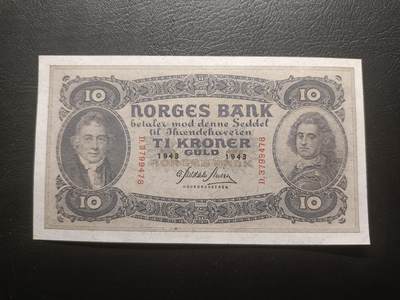 10 10
NORGES BANK
betaler mod denne Seddel
til Ihændehaveren
TI KRONER
GULD
1943 1943
NORGES BANK
D.3799478 D.3799478
10 10